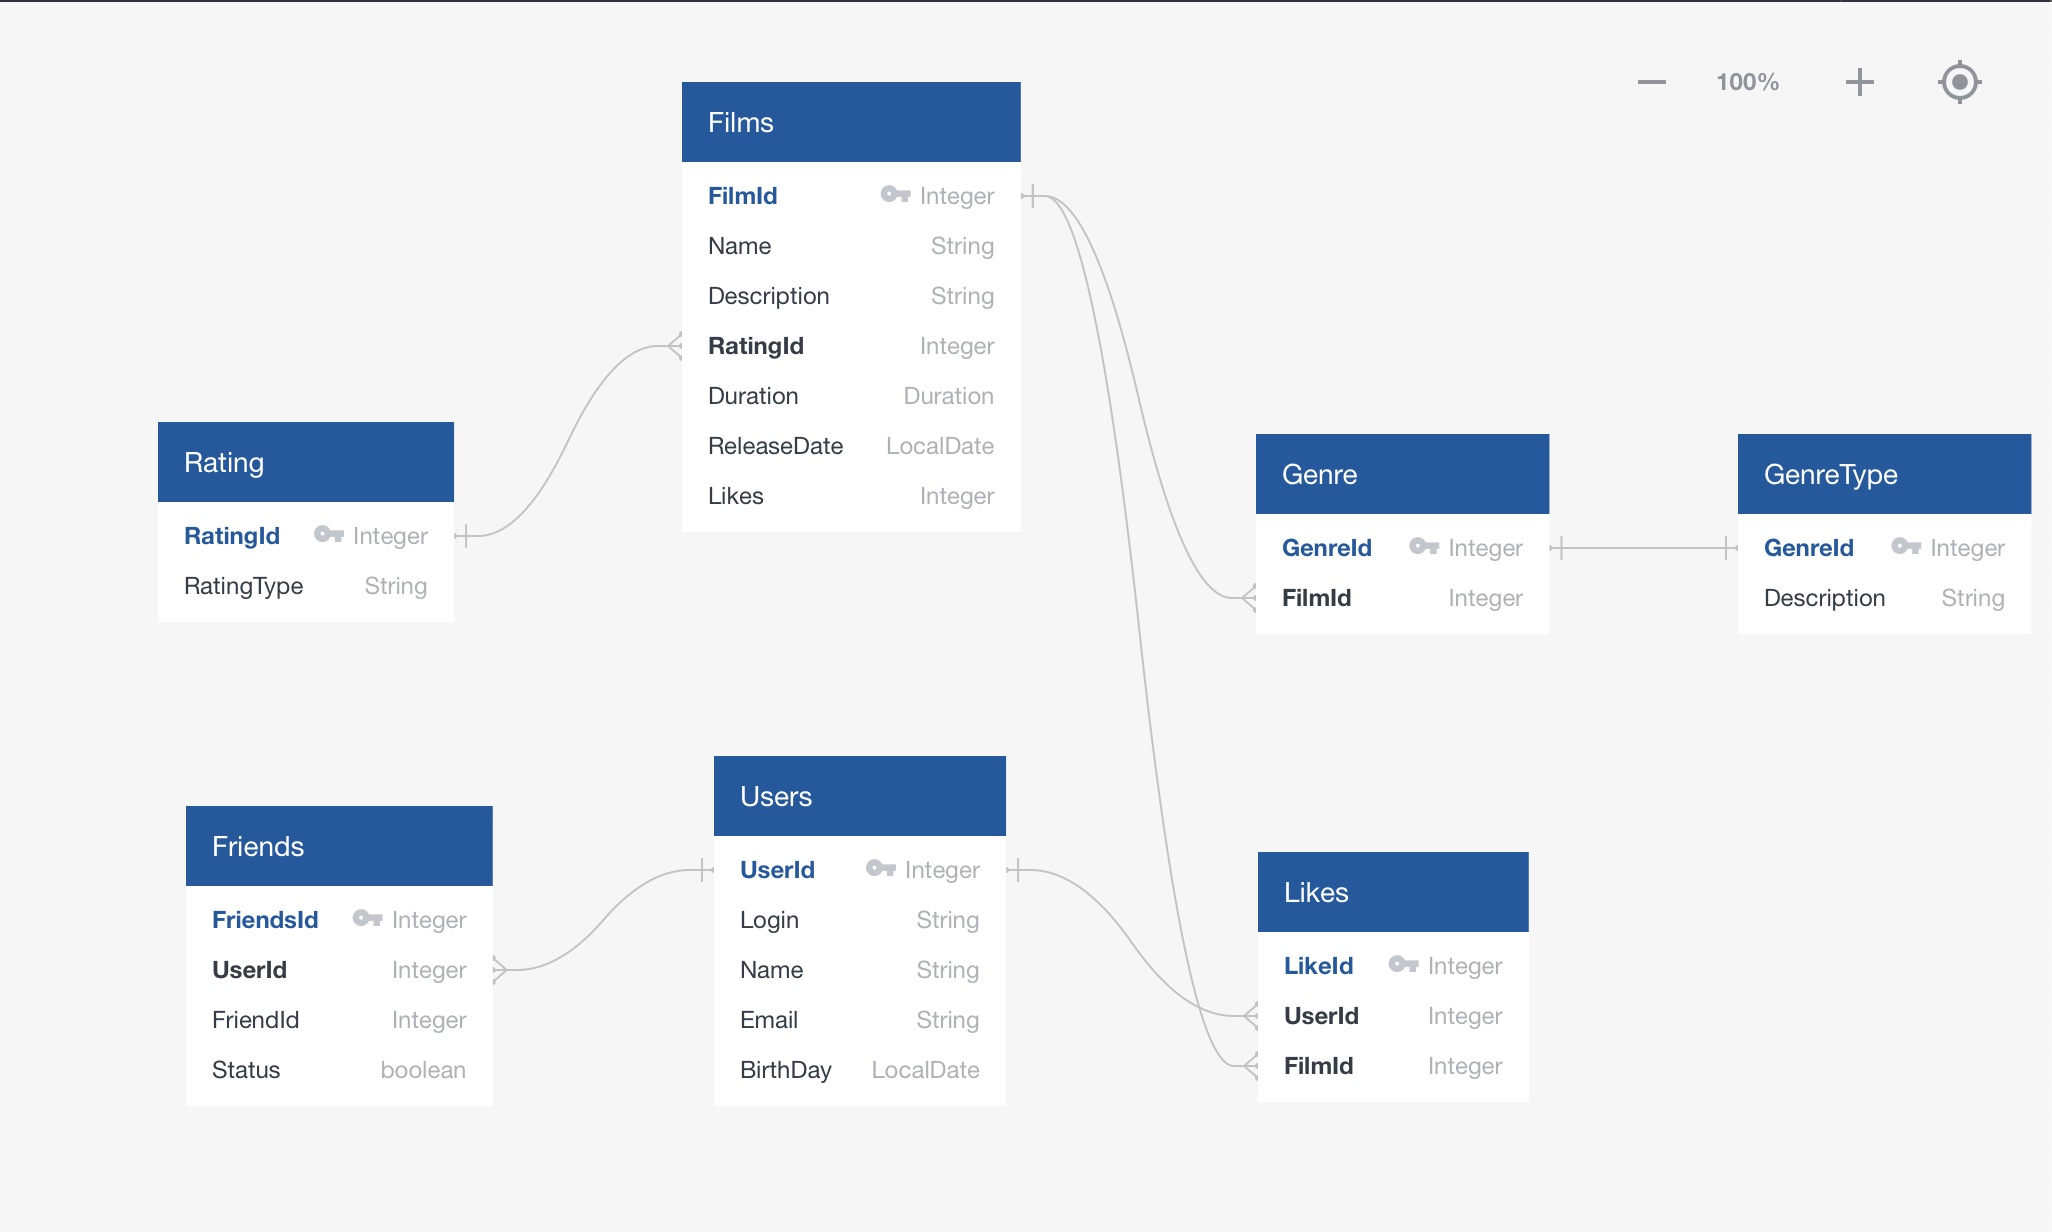 100%
Films
FilmId Integer
Name String
Description String
RatingId Integer
Duration Duration
ReleaseDate LocalDate
Likes Integer
Rating
RatingId Integer
RatingType String
Genre
GenreId Integer
FilmId Integer
GenreType
GenreId Integer
Description String
Friends
FriendsId Integer
UserId Integer
FriendId Integer
Status boolean
Users
UserId Integer
Login String
Name String
Email String
BirthDay LocalDate
Likes
LikeId Integer
UserId Integer
FilmId Integer